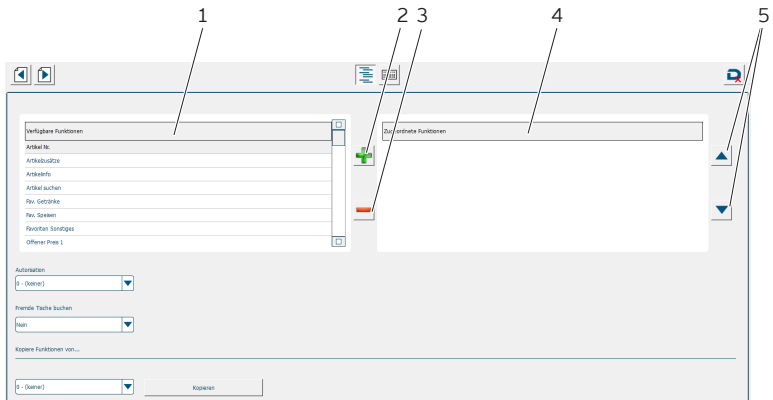 1 2 3 4 5
Verfügbare Funktionen
Zugeordnete Funktionen
Artikel Nr.
Artikelzusätze
Artikelinfo
Artikel suchen
Fav. Getränke
Fav. Speisen
Favoriten Sonstiges
Offener Preis 1
Autorisation
0 - (keiner)
Fremde Tische buchen
Nein
Kopiere Funktionen von...
0 - (keiner)
Kopieren